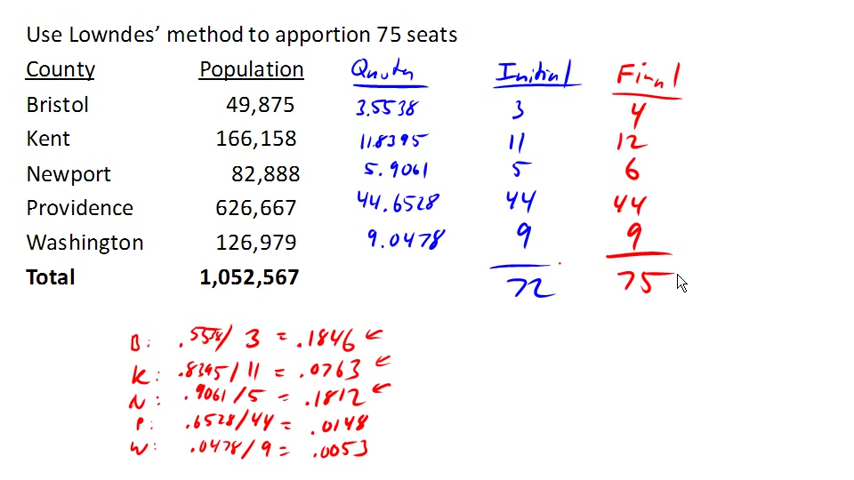 Use Lowndes’ method to apportion 75 seats
County Population Quota Initial Final
Bristol 49,875 3.5538 3 4
Kent 166,158 11.8395 11 12
Newport 82,888 5.9061 5 6
Providence 626,667 44.6528 44 44
Washington 126,979 9.0478 9 9
Total 1,052,567 72 75
B: .5538/3 = .1846 ←
K: .8395/11 = .0763 ←
N: .9061/5 = .1812 ←
P: .6528/44 = .0148
W: .0478/9 = .0053